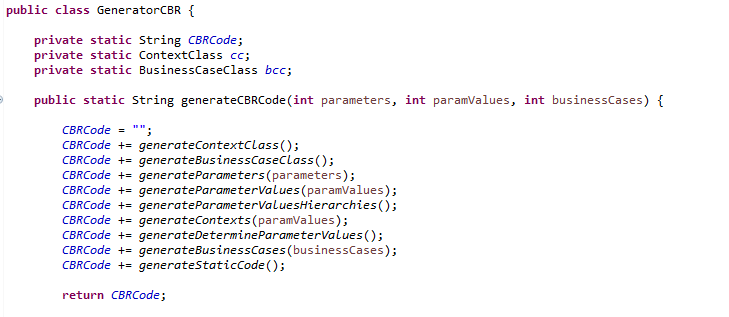 public class GeneratorCBR {
private static String CBRCode;
private static ContextClass cc;
private static BusinessCaseClass bcc;
public static String generateCBRCode(int parameters, int paramValues, int businessCases) {
CBRCode = "";
CBRCode += generateContextClass();
CBRCode += generateBusinessCaseClass();
CBRCode += generateParameters(parameters);
CBRCode += generateParameterValues(paramValues);
CBRCode += generateParameterValuesHierarchies();
CBRCode += generateContexts(paramValues);
CBRCode += generateDetermineParameterValues();
CBRCode += generateBusinessCases(businessCases);
CBRCode += generateStaticCode();
return CBRCode;